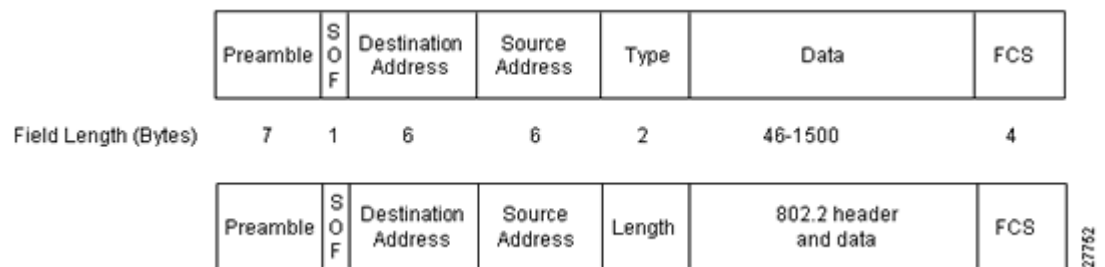 Preamble
S
O
F
Destination
Address
Source
Address
Type
Data
FCS
Field Length (Bytes) 7 1 6 6 2 46-1500 4
Preamble
S
O
F
Destination
Address
Source
Address
Length
802.2 header
and data
FCS
27752